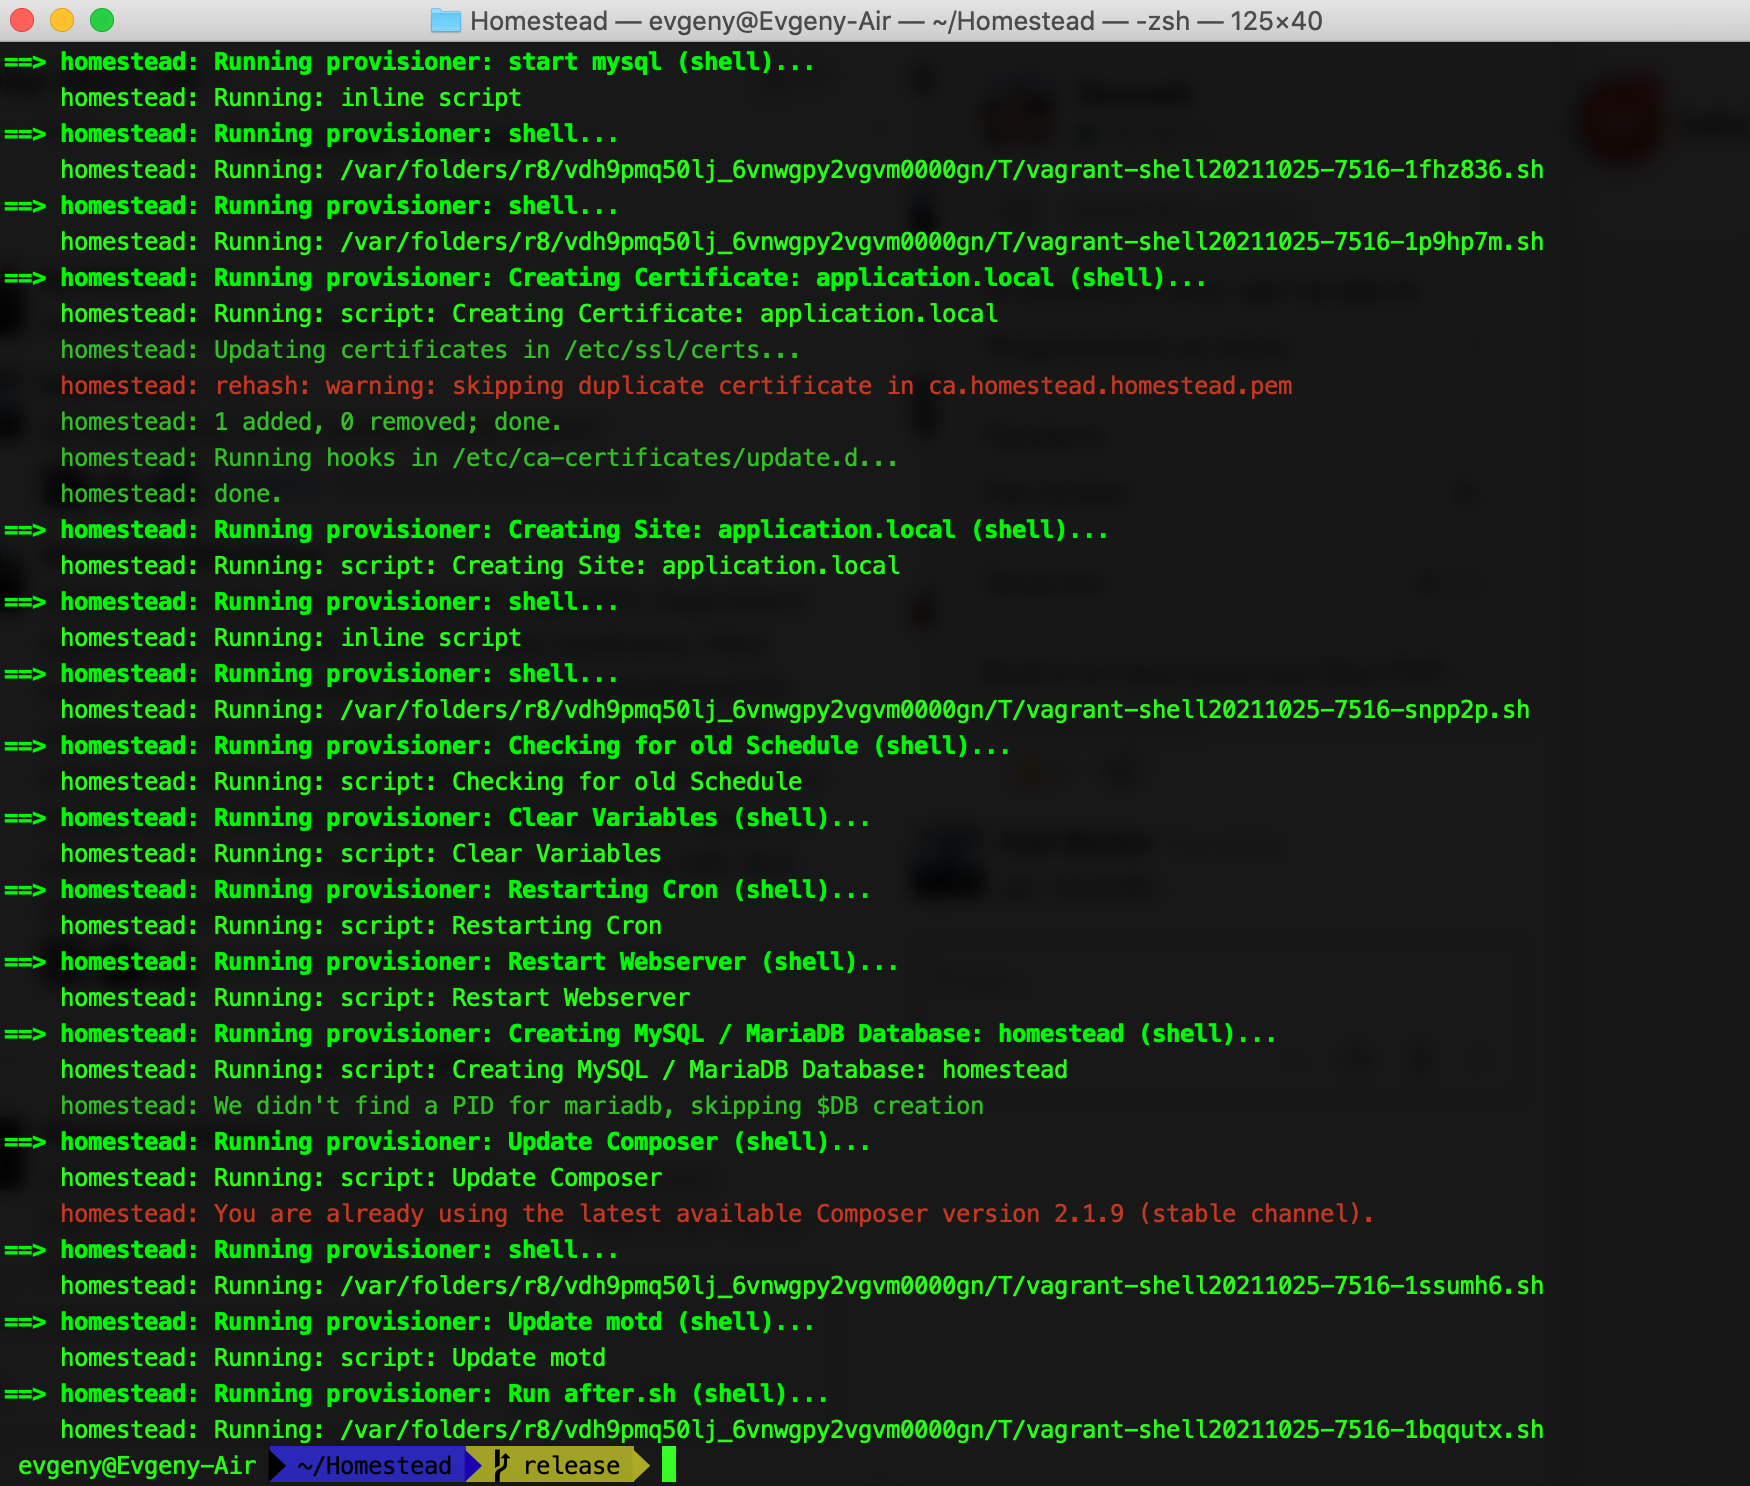 Homestead — evgeny@Evgeny-Air — ~/Homestead — -zsh — 125×40
==> homestead: Running provisioner: start mysql (shell)...
homestead: Running: inline script
==> homestead: Running provisioner: shell...
homestead: Running: /var/folders/r8/vdh9pmq50lj_6vnwgpy2vgvm0000gn/T/vagrant-shell20211025-7516-1fhz836.sh
==> homestead: Running provisioner: shell...
homestead: Running: /var/folders/r8/vdh9pmq50lj_6vnwgpy2vgvm0000gn/T/vagrant-shell20211025-7516-1p9hp7m.sh
==> homestead: Running provisioner: Creating Certificate: application.local (shell)...
homestead: Running: script: Creating Certificate: application.local
homestead: Updating certificates in /etc/ssl/certs...
homestead: rehash: warning: skipping duplicate certificate in ca.homestead.homestead.pem
homestead: 1 added, 0 removed; done.
homestead: Running hooks in /etc/ca-certificates/update.d...
homestead: done.
==> homestead: Running provisioner: Creating Site: application.local (shell)...
homestead: Running: script: Creating Site: application.local
==> homestead: Running provisioner: shell...
homestead: Running: inline script
==> homestead: Running provisioner: shell...
homestead: Running: /var/folders/r8/vdh9pmq50lj_6vnwgpy2vgvm0000gn/T/vagrant-shell20211025-7516-snpp2p.sh
==> homestead: Running provisioner: Checking for old Schedule (shell)...
homestead: Running: script: Checking for old Schedule
==> homestead: Running provisioner: Clear Variables (shell)...
homestead: Running: script: Clear Variables
==> homestead: Running provisioner: Restarting Cron (shell)...
homestead: Running: script: Restarting Cron
==> homestead: Running provisioner: Restart Webserver (shell)...
homestead: Running: script: Restart Webserver
==> homestead: Running provisioner: Creating MySQL / MariaDB Database: homestead (shell)...
homestead: Running: script: Creating MySQL / MariaDB Database: homestead
homestead: We didn't find a PID for mariadb, skipping $DB creation
==> homestead: Running provisioner: Update Composer (shell)...
homestead: Running: script: Update Composer
homestead: You are already using the latest available Composer version 2.1.9 (stable channel).
==> homestead: Running provisioner: shell...
homestead: Running: /var/folders/r8/vdh9pmq50lj_6vnwgpy2vgvm0000gn/T/vagrant-shell20211025-7516-1ssumh6.sh
==> homestead: Running provisioner: Update motd (shell)...
homestead: Running: script: Update motd
==> homestead: Running provisioner: Run after.sh (shell)...
homestead: Running: /var/folders/r8/vdh9pmq50lj_6vnwgpy2vgvm0000gn/T/vagrant-shell20211025-7516-1bqqutx.sh
evgeny@Evgeny-Air ~/Homestead release